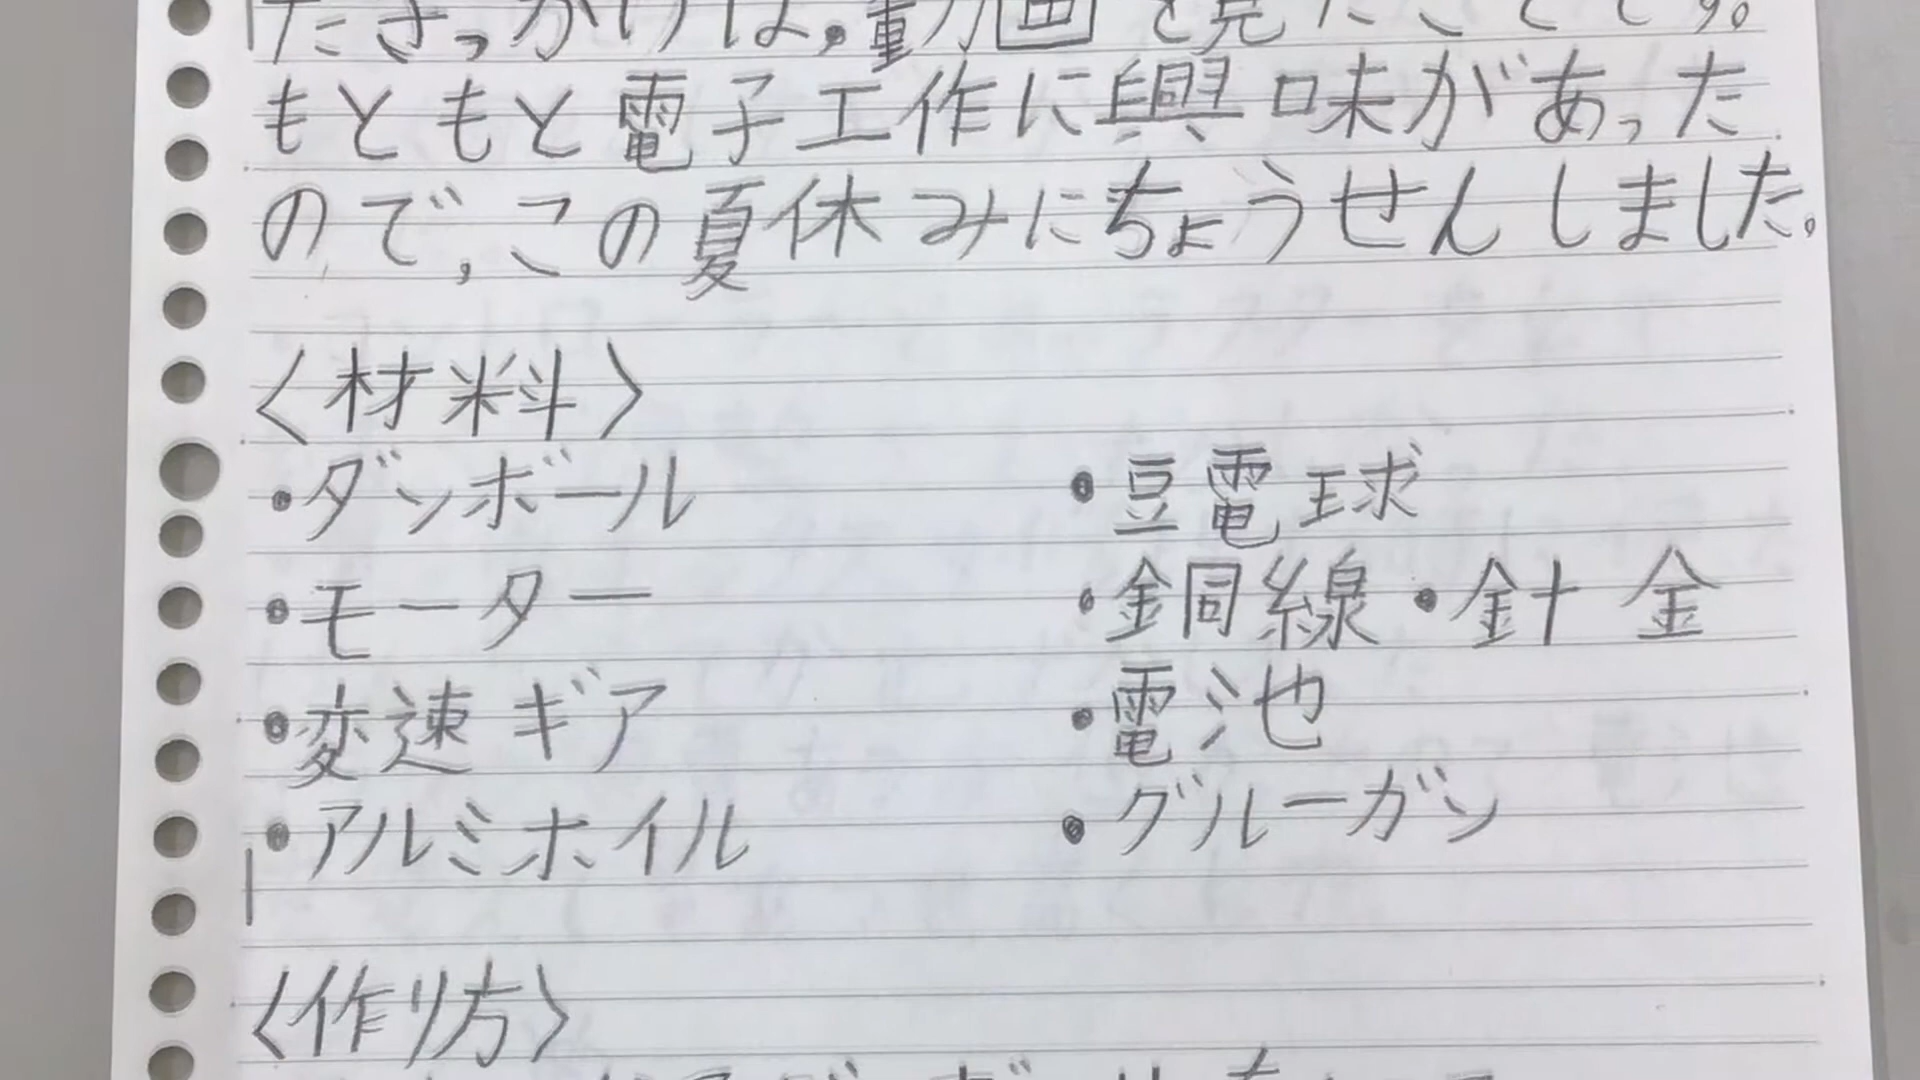 たきっかけは、動画を見たことです。
もともと電子工作に興味があった
ので、この夏休みにちょうせんしました。
〈材料〉
・ダンボール
・モーター
・変速ギア
・アルミホイル
・豆電球
・銅線・針金
・電池
・グルーガン
〈作り方〉